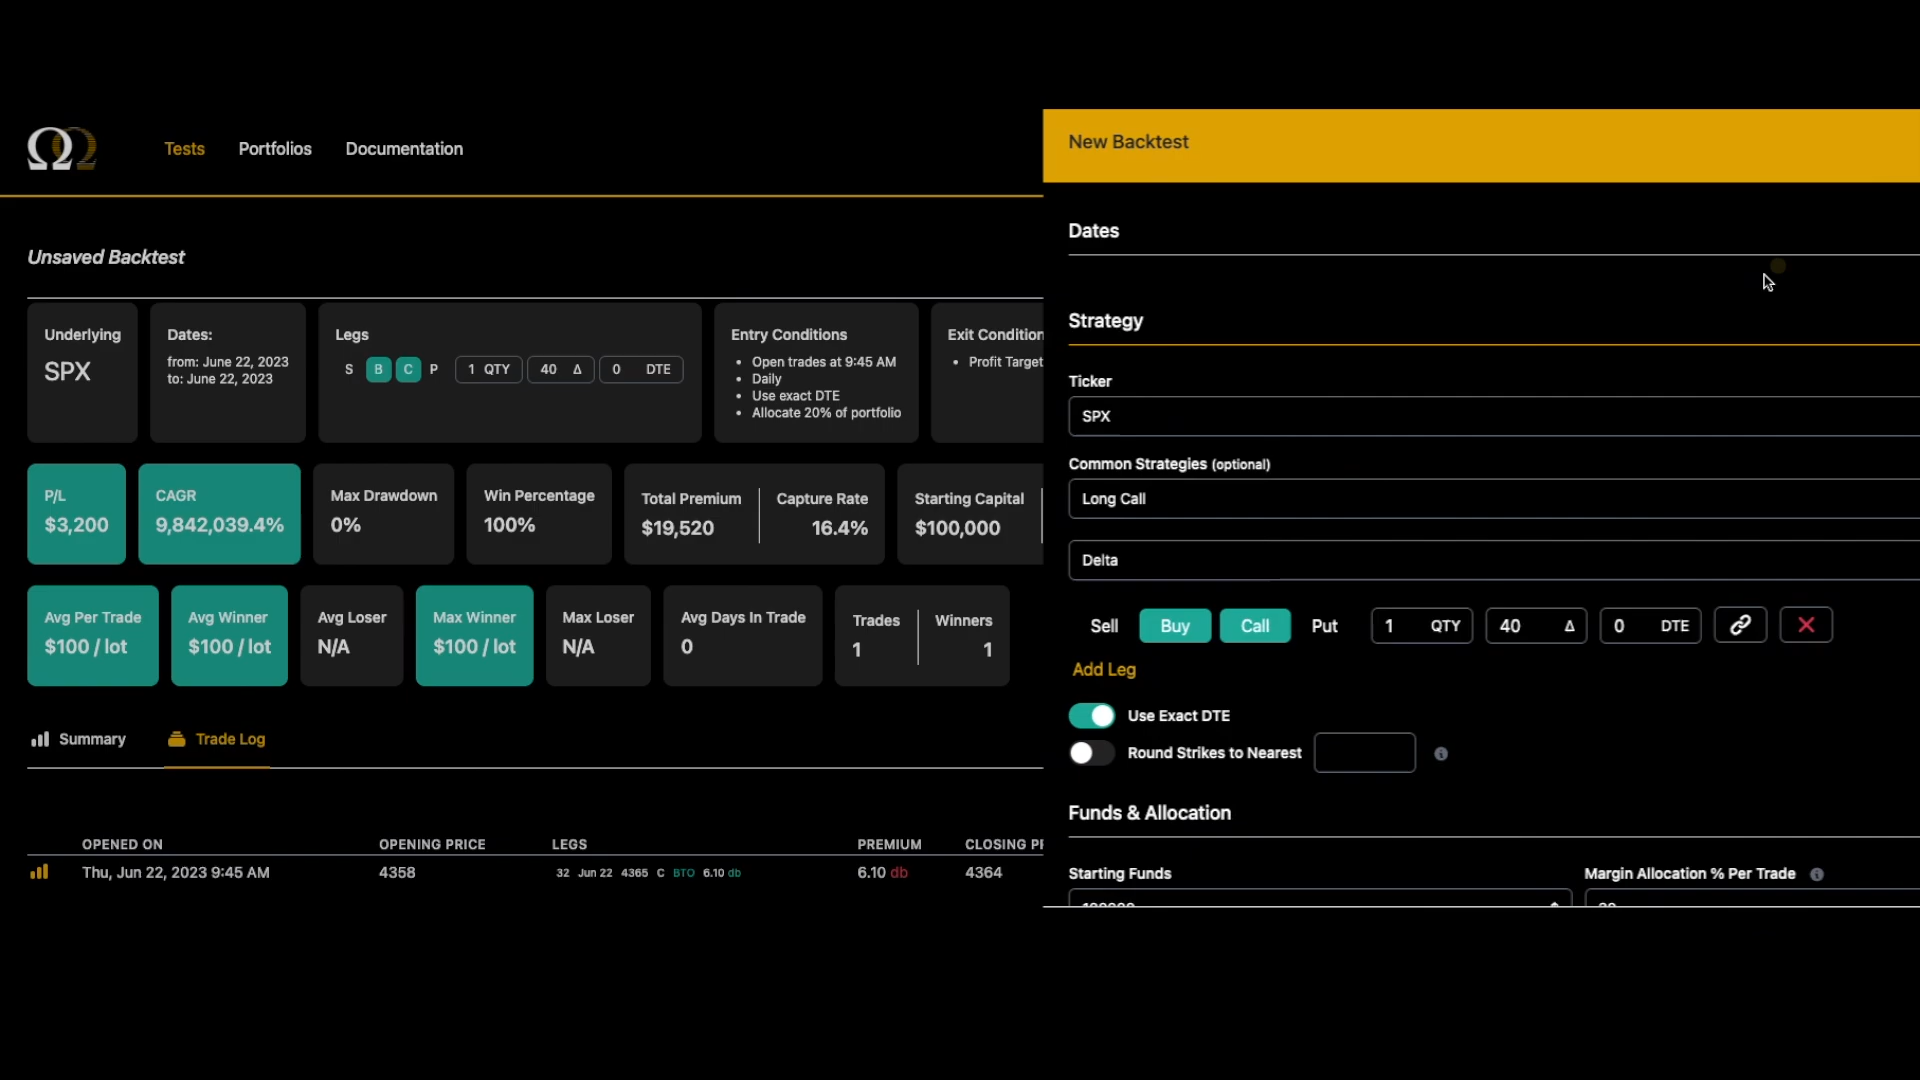 ΩΩ
Tests Portfolios Documentation
Unsaved Backtest
Underlying
SPX
Dates:
from: June 22, 2023
to: June 22, 2023
Legs
S B C P 1 QTY 40 Δ 0 DTE
Entry Conditions
• Open trades at 9:45 AM
• Daily
• Use exact DTE
• Allocate 20% of portfolio
Exit Condition
• Profit Target
P/L
$3,200
CAGR
9,842,039.4%
Max Drawdown
0%
Win Percentage
100%
Total Premium
$19,520
Capture Rate
16.4%
Starting Capital
$100,000
Avg Per Trade
$100 / lot
Avg Winner
$100 / lot
Avg Loser
N/A
Max Winner
$100 / lot
Max Loser
N/A
Avg Days In Trade
0
Trades
1
Winners
1
Summary Trade Log
OPENED ON OPENING PRICE LEGS PREMIUM CLOSING
Thu, Jun 22, 2023 9:45 AM 4358 32 Jun 22 4365 C BTO 6.10 db 6.10 db 4364
New Backtest
Dates
Strategy
Ticker
SPX
Common Strategies (optional)
Long Call
Delta
Sell Buy Call Put 1 QTY 40 Δ 0 DTE
Add Leg
Use Exact DTE
Round Strikes to Nearest
Funds & Allocation
Starting Funds
Margin Allocation % Per Trade